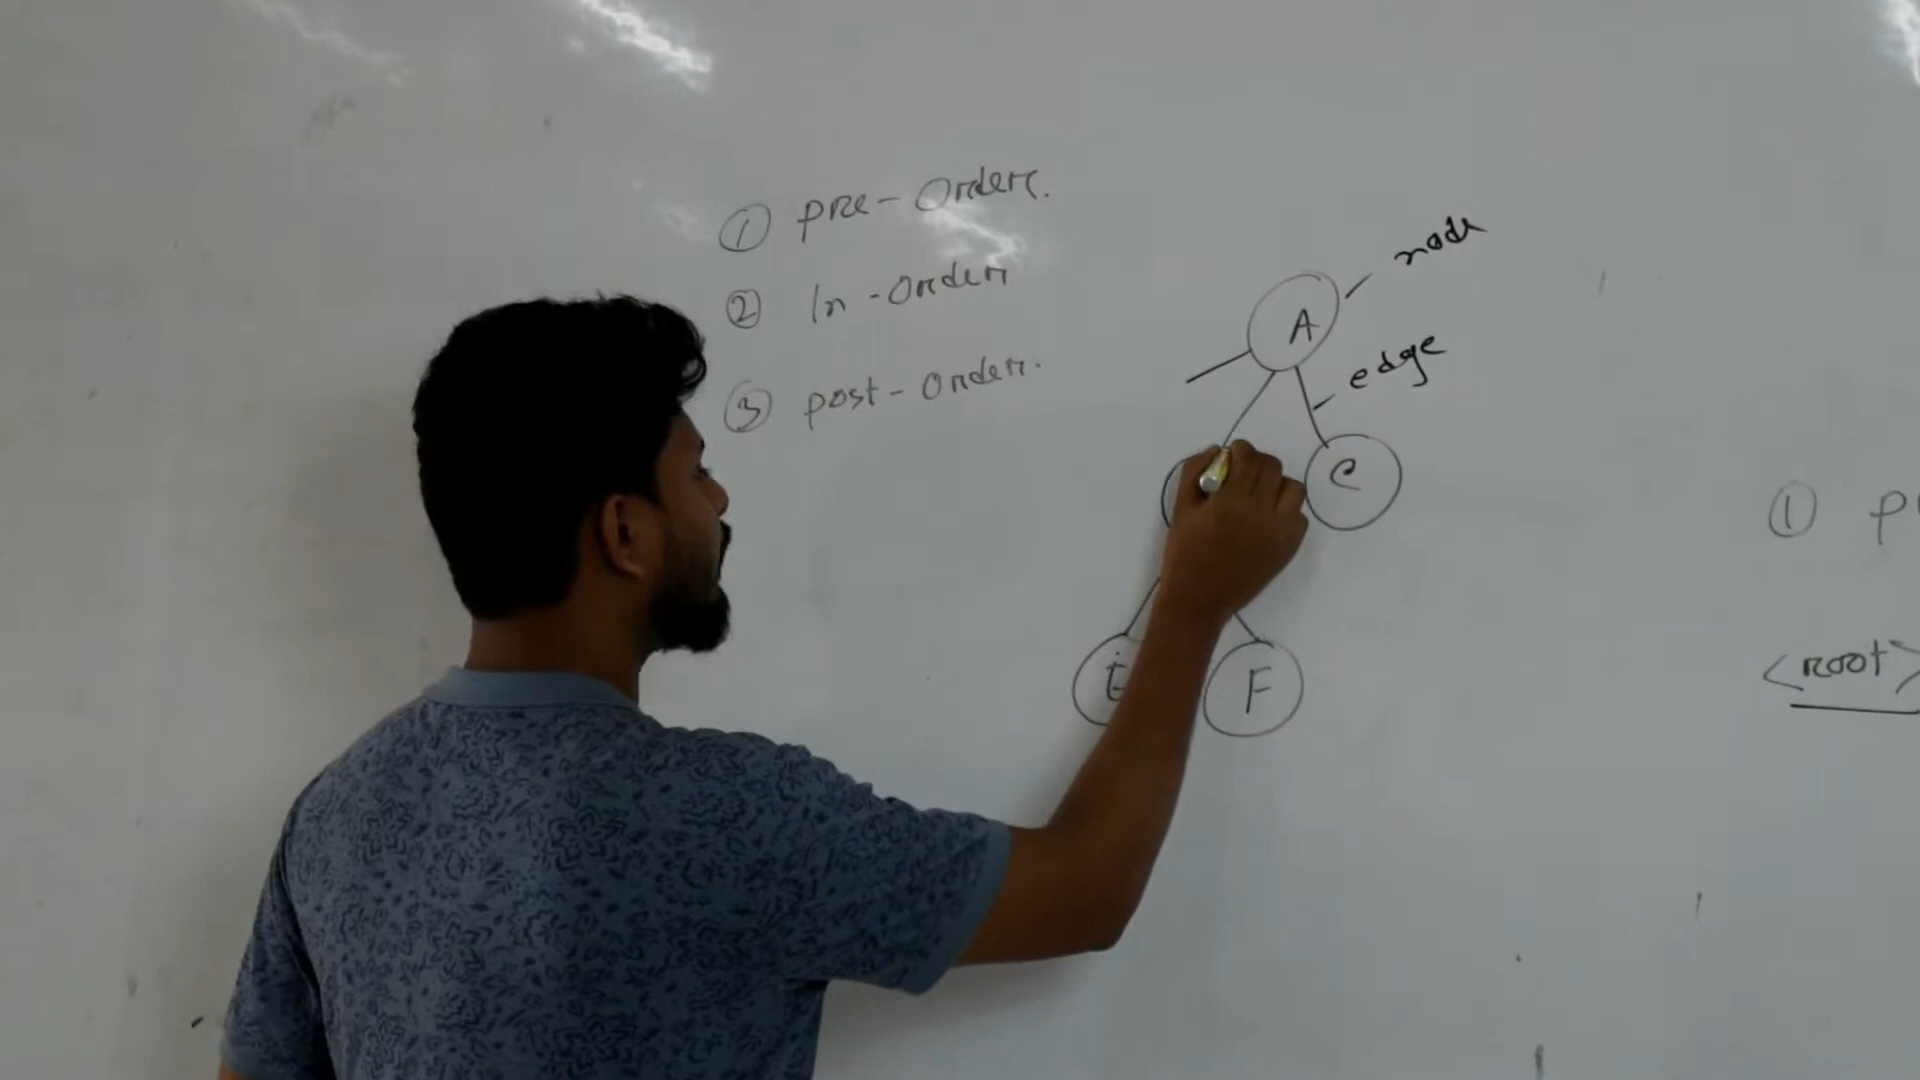 ① Pre-Order.
② In-Order
③ post-Order.
node
A
edge
C
E F
① P
<root>